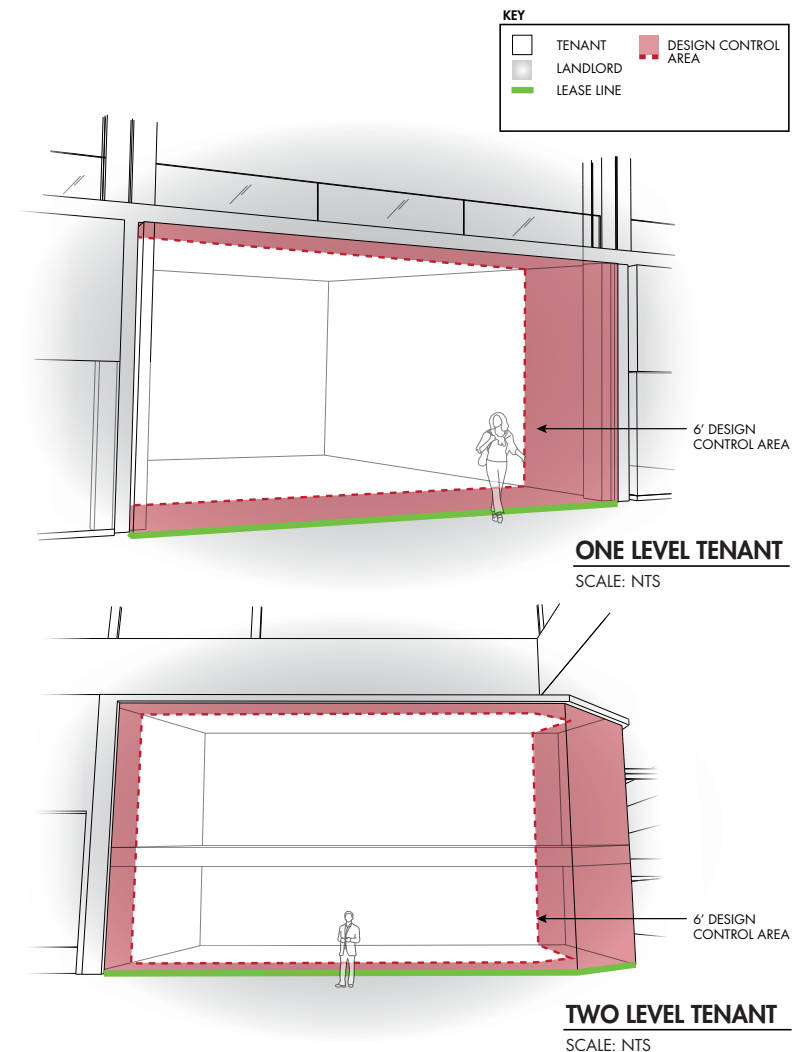 KEY
TENANT
LANDLORD
LEASE LINE
DESIGN CONTROL
AREA
6' DESIGN
CONTROL AREA
ONE LEVEL TENANT
SCALE: NTS
6' DESIGN
CONTROL AREA
TWO LEVEL TENANT
SCALE: NTS